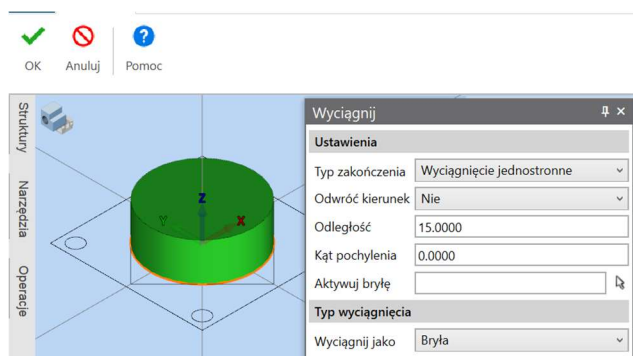 OK Anuluj Pomoc
Struktury
Narzędzia
Operacje
Z
Y X
Wyciągnij
Ustawienia
Typ zakończenia Wyciągnięcie jednostronne
Odwróć kierunek Nie
Odległość 15.0000
Kąt pochylenia 0.0000
Aktywuj bryłę
Typ wyciągnięcia
Wyciągnij jako Bryła